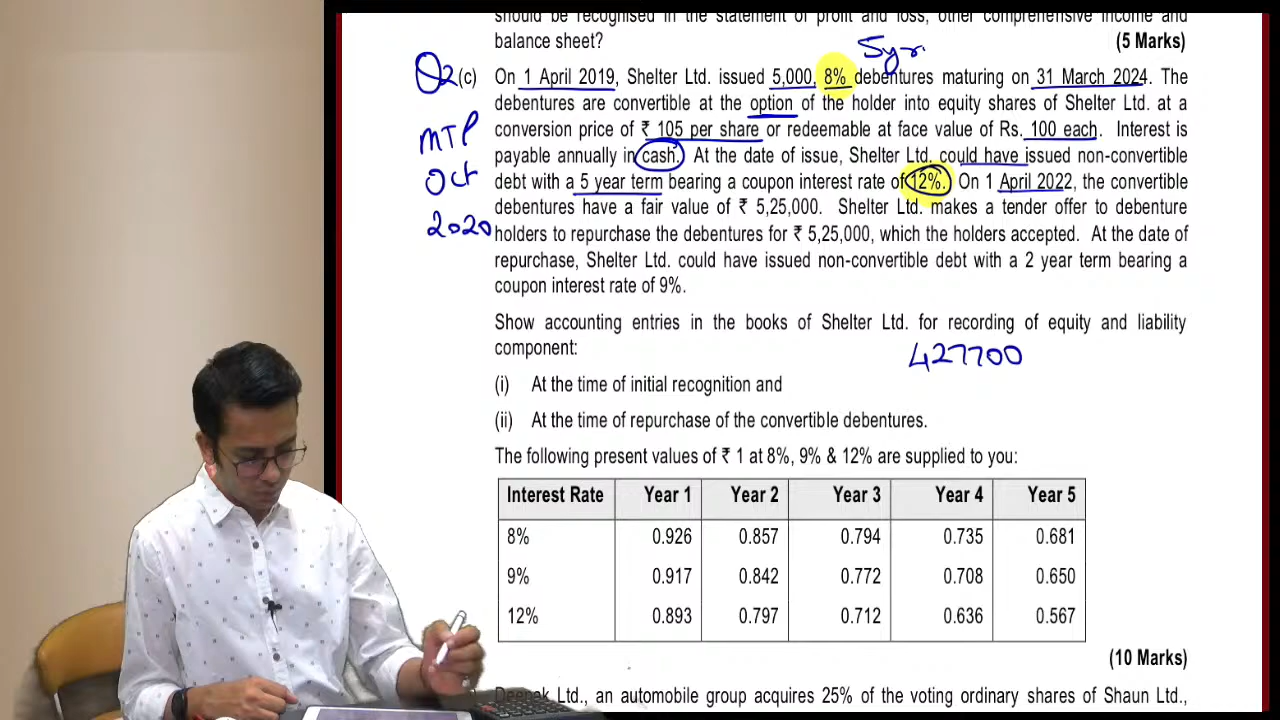 should be recognised in the statement of profit and loss, other comprehensive income and
balance sheet? (5 Marks)
5yr
Q2 (c) On 1 April 2019, Shelter Ltd. issued 5,000, 8% debentures maturing on 31 March 2024. The
debentures are convertible at the option of the holder into equity shares of Shelter Ltd. at a
MTP conversion price of ₹ 105 per share or redeemable at face value of Rs. 100 each. Interest is
payable annually in cash. At the date of issue, Shelter Ltd. could have issued non-convertible
Oct debt with a 5 year term bearing a coupon interest rate of 12%. On 1 April 2022, the convertible
debentures have a fair value of ₹ 5,25,000. Shelter Ltd. makes a tender offer to debenture
2020 holders to repurchase the debentures for ₹ 5,25,000, which the holders accepted. At the date of
repurchase, Shelter Ltd. could have issued non-convertible debt with a 2 year term bearing a
coupon interest rate of 9%.
Show accounting entries in the books of Shelter Ltd. for recording of equity and liability
component:
427700
(i) At the time of initial recognition and
(ii) At the time of repurchase of the convertible debentures.
The following present values of ₹ 1 at 8%, 9% & 12% are supplied to you:
Interest Rate Year 1 Year 2 Year 3 Year 4 Year 5
8% 0.926 0.857 0.794 0.735 0.681
9% 0.917 0.842 0.772 0.708 0.650
12% 0.893 0.797 0.712 0.636 0.567
(10 Marks)
Deepak Ltd., an automobile group acquires 25% of the voting ordinary shares of Shaun Ltd.,